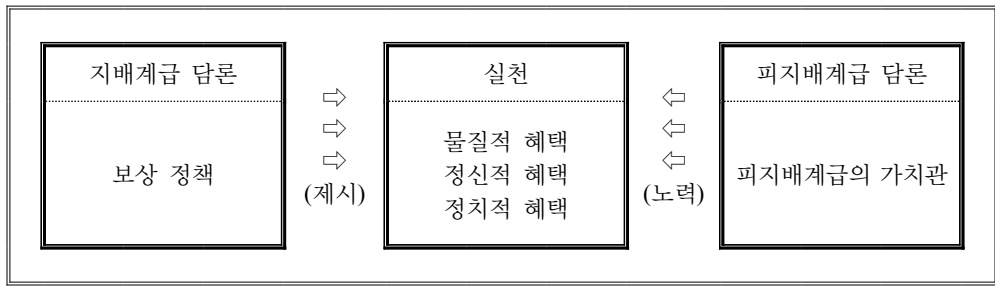 지배계급 담론
보상 정책
⇨
⇨
⇨
(제시)
실천
물질적 혜택
정신적 혜택
정치적 혜택
⇦
⇦
⇦
(노력)
피지배계급 담론
피지배계급의 가치관